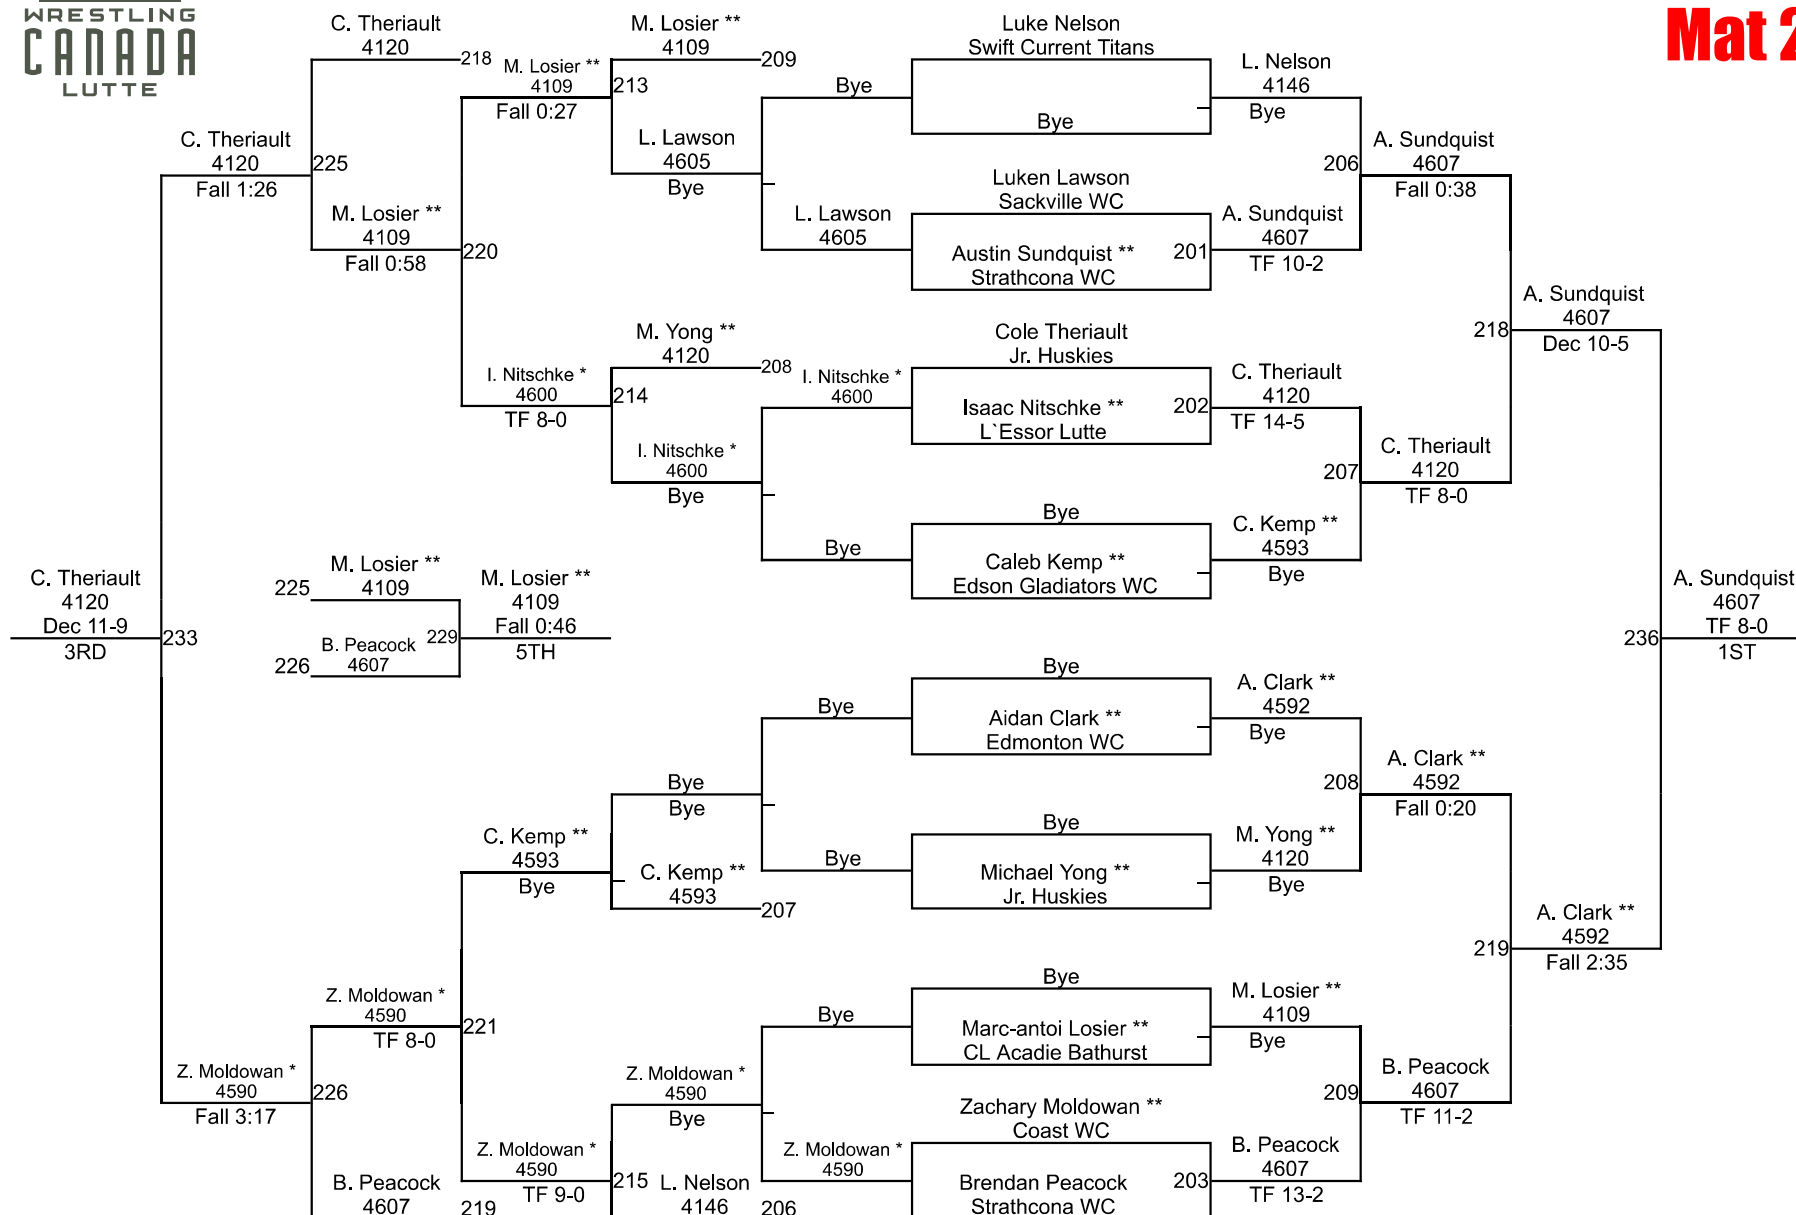 WRESTLING
CANADA
LUTTE
Mat 2
C. Theriault
4120
218
M. Losier **
4109
Fall 0:27
M. Losier **
4109
209
213
L. Lawson
4605
Bye
Bye
Luke Nelson
Swift Current Titans
Bye
L. Nelson
4146
Bye
C. Theriault
4120
Fall 1:26
225
M. Losier **
4109
Fall 0:58
220
L. Lawson
4605
Luken Lawson
Sackville WC
Austin Sundquist **
Strathcona WC
201
A. Sundquist
4607
TF 10-2
206
A. Sundquist
4607
Fall 0:38
A. Sundquist
4607
Dec 10-5
218
M. Yong **
4120
208
I. Nitschke *
4600
TF 8-0
214
I. Nitschke *
4600
Bye
I. Nitschke *
4600
Cole Theriault
Jr. Huskies
Isaac Nitschke **
L`Essor Lutte
202
C. Theriault
4120
TF 14-5
207
C. Theriault
4120
TF 8-0
Bye
Bye
Caleb Kemp **
Edson Gladiators WC
C. Kemp **
4593
Bye
C. Theriault
4120
Dec 11-9
3RD
233
225
M. Losier **
4109
226
B. Peacock
4607
229
M. Losier **
4109
Fall 0:46
5TH
236
A. Sundquist
4607
TF 8-0
1ST
Bye
Bye
Aidan Clark **
Edmonton WC
A. Clark **
4592
Bye
208
A. Clark **
4592
Fall 0:20
Bye
Bye
C. Kemp **
4593
Bye
C. Kemp **
4593
207
Bye
Bye
Michael Yong **
Jr. Huskies
M. Yong **
4120
Bye
219
A. Clark **
4592
Fall 2:35
Z. Moldowan *
4590
TF 8-0
221
Bye
Bye
Marc-antoi Losier **
CL Acadie Bathurst
M. Losier **
4109
Bye
Z. Moldowan *
4590
Fall 3:17
226
Z. Moldowan *
4590
Bye
209
B. Peacock
4607
TF 11-2
Zachary Moldowan **
Coast WC
Z. Moldowan *
4590
Brendan Peacock
Strathcona WC
203
B. Peacock
4607
TF 13-2
B. Peacock
4607
219
Z. Moldowan *
4590
TF 9-0
215
L. Nelson
4146
206